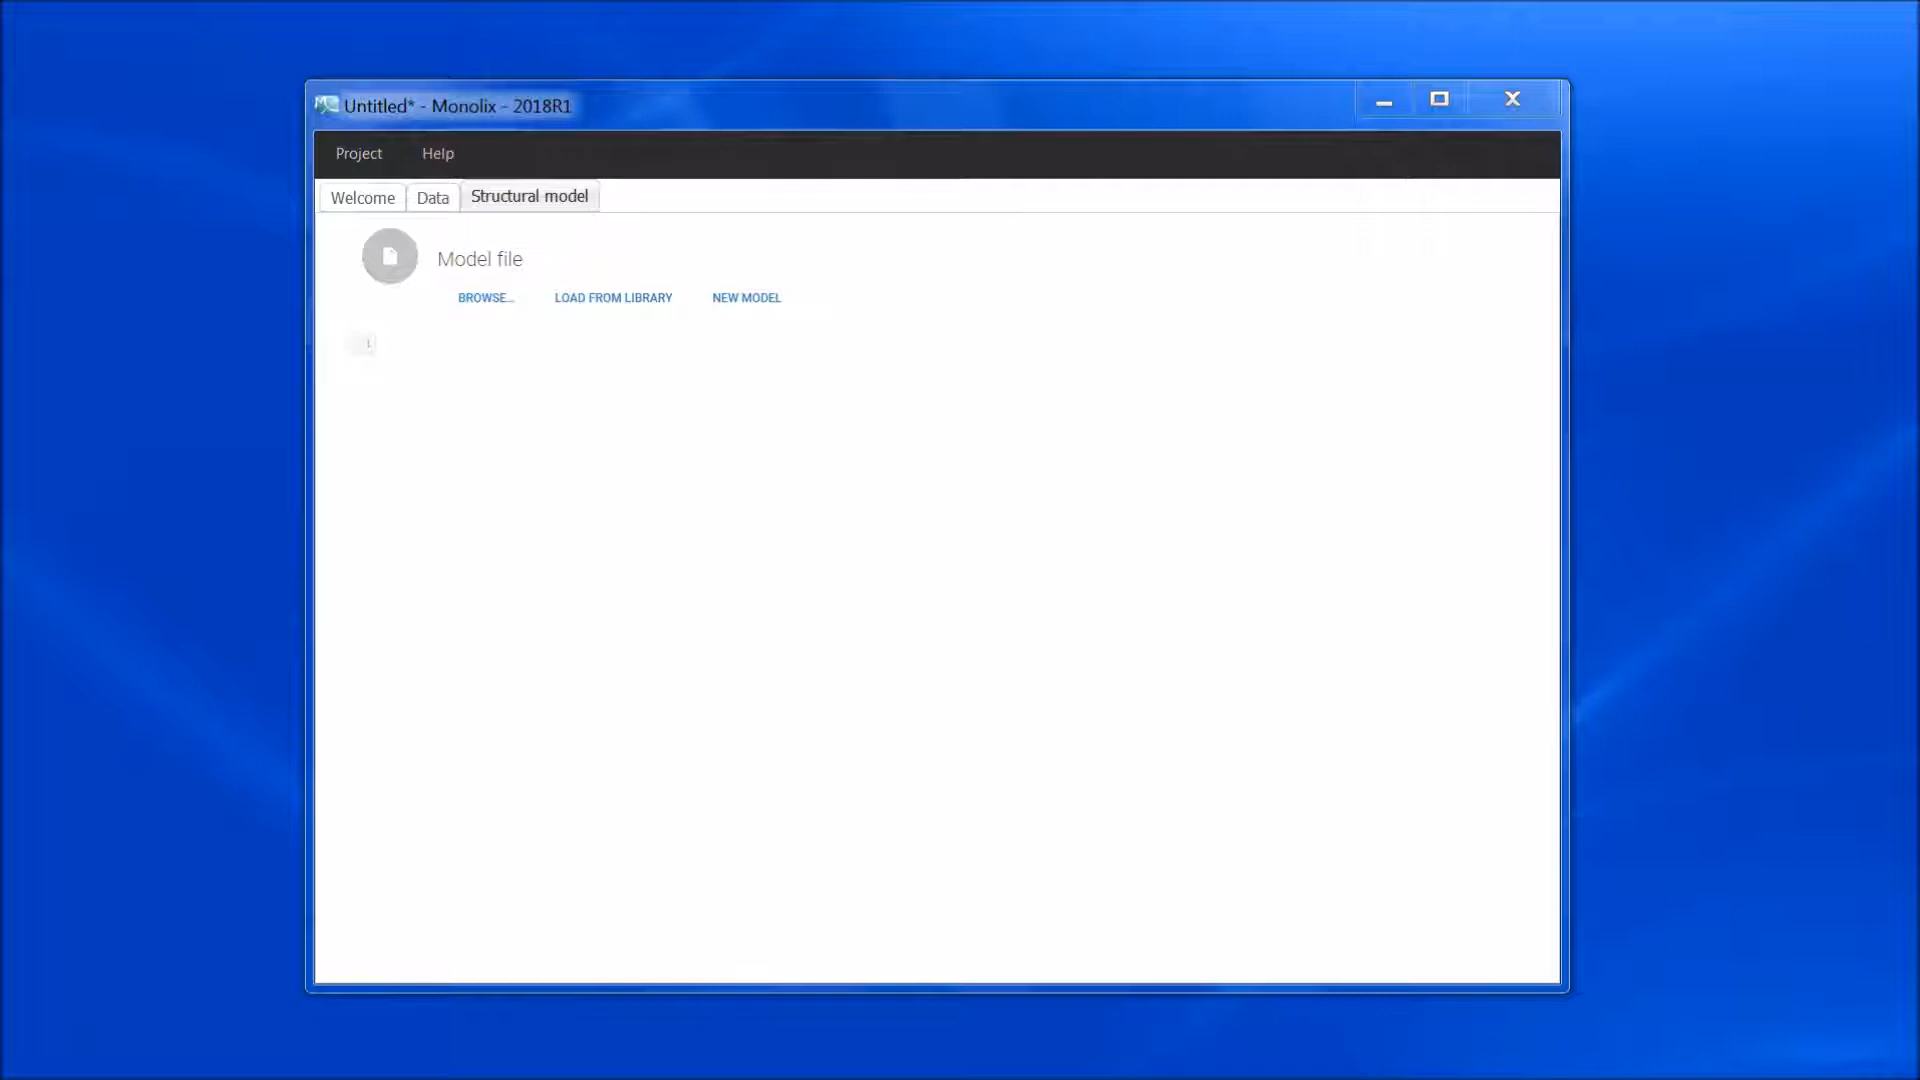 Untitled* - Monolix - 2018R1
Project Help
Welcome Data Structural model
Model file
BROWSE... LOAD FROM LIBRARY NEW MODEL
1